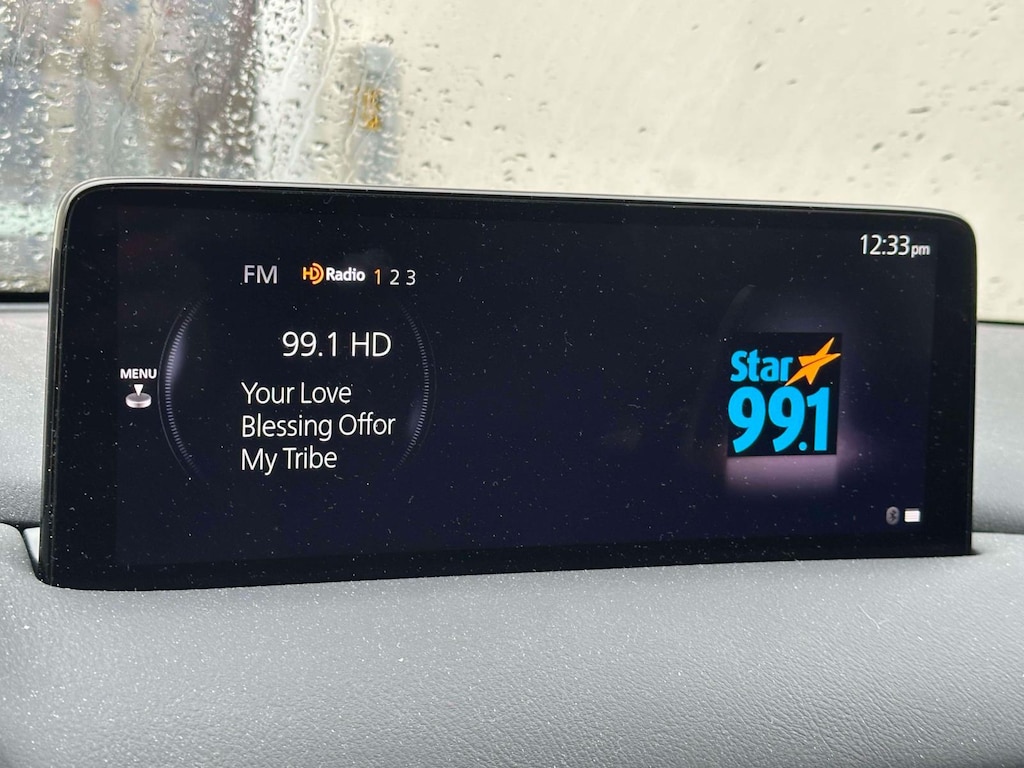 12:33pm
FM HD Radio 1 2 3
99.1 HD
MENU
Your Love
Blessing Offor
My Tribe
Star
99.1